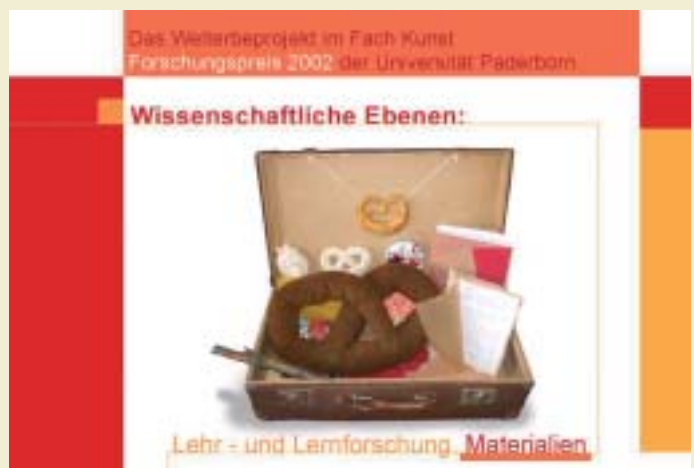 Das Welterbeprojekt im Fach Kunst
Forschungspreis 2002 der Universität Paderborn
Wissenschaftliche Ebenen:
Lehr - und Lernforschung Materialien